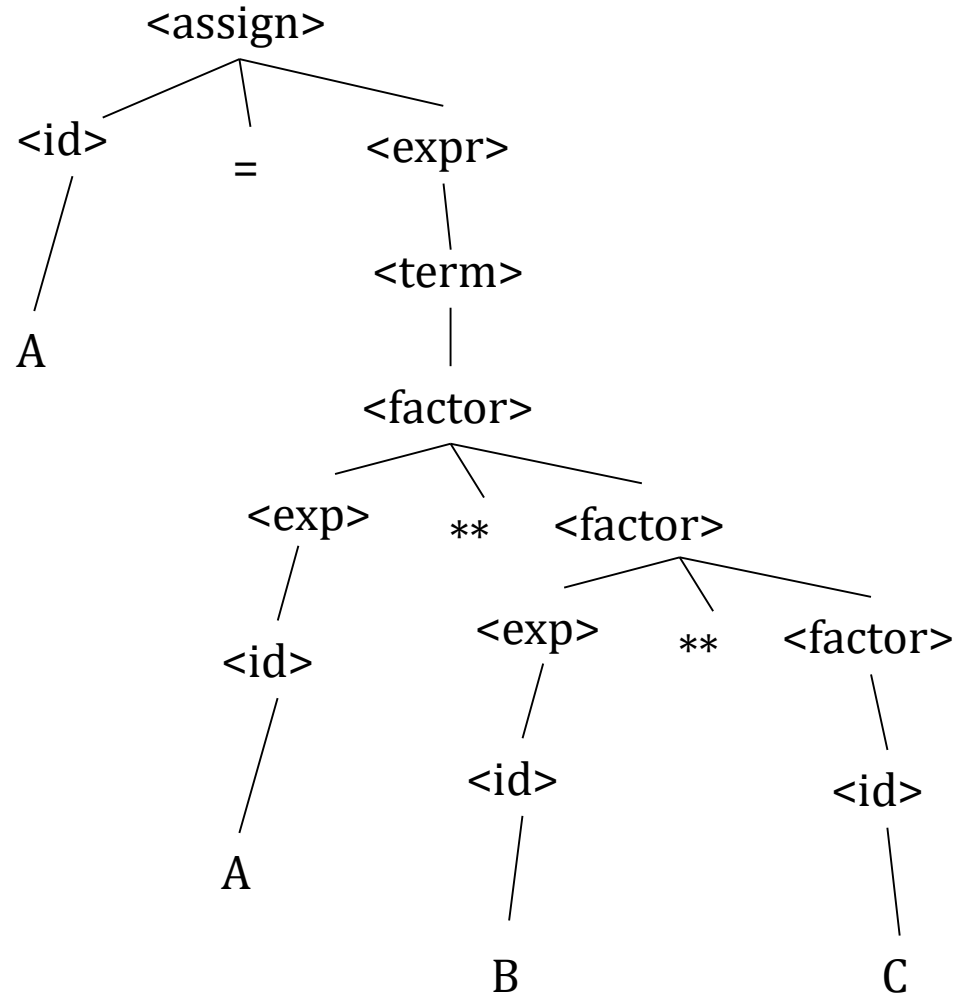 <assign>
<id> = <expr>
<term>
A
<factor>
<exp> ** <factor>
<exp> ** <factor>
<id>
<id> <id>
A
B C